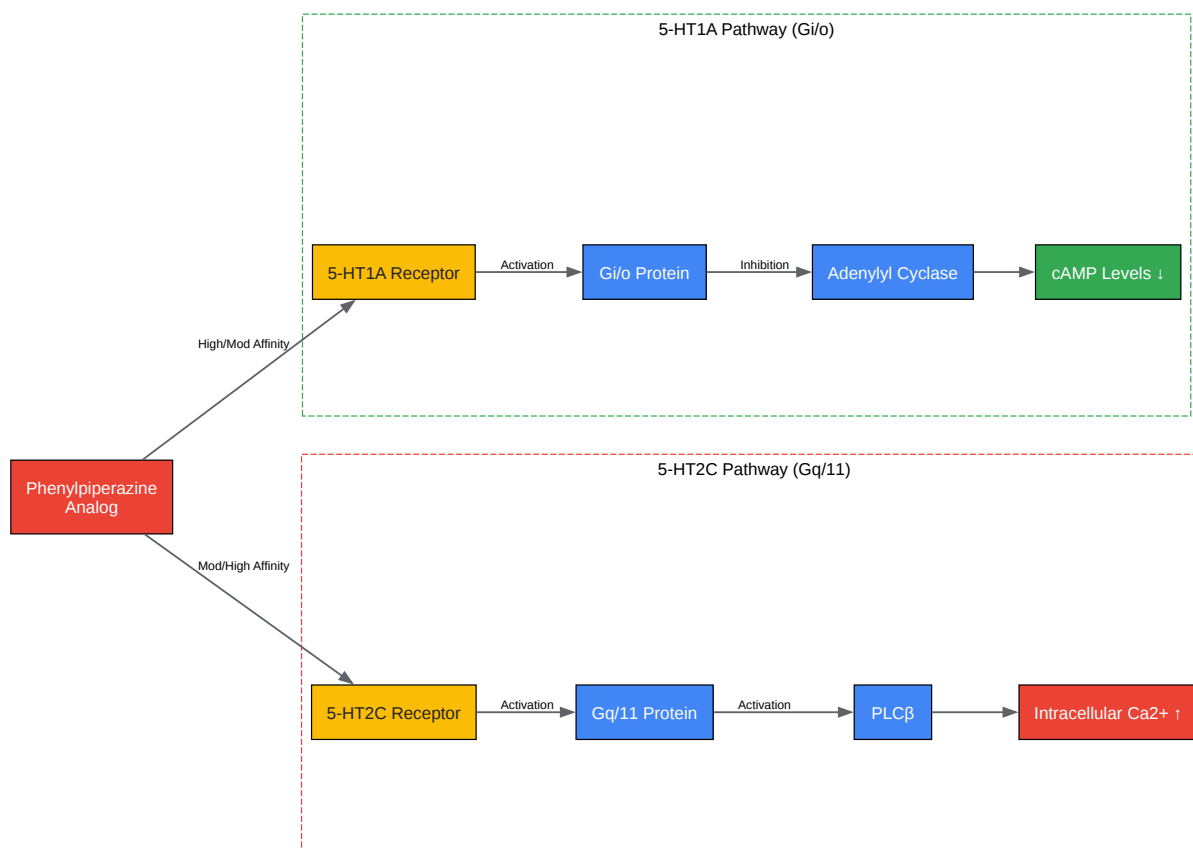 5-HT1A Pathway (Gi/o)
5-HT1A Receptor
Activation
Gi/o Protein
Inhibition
Adenylyl Cyclase
cAMP Levels ↓
High/Mod Affinity
Phenylpiperazine
Analog
Mod/High Affinity
5-HT2C Pathway (Gq/11)
5-HT2C Receptor
Activation
Gq/11 Protein
Activation
PLCβ
Intracellular Ca2+ ↑